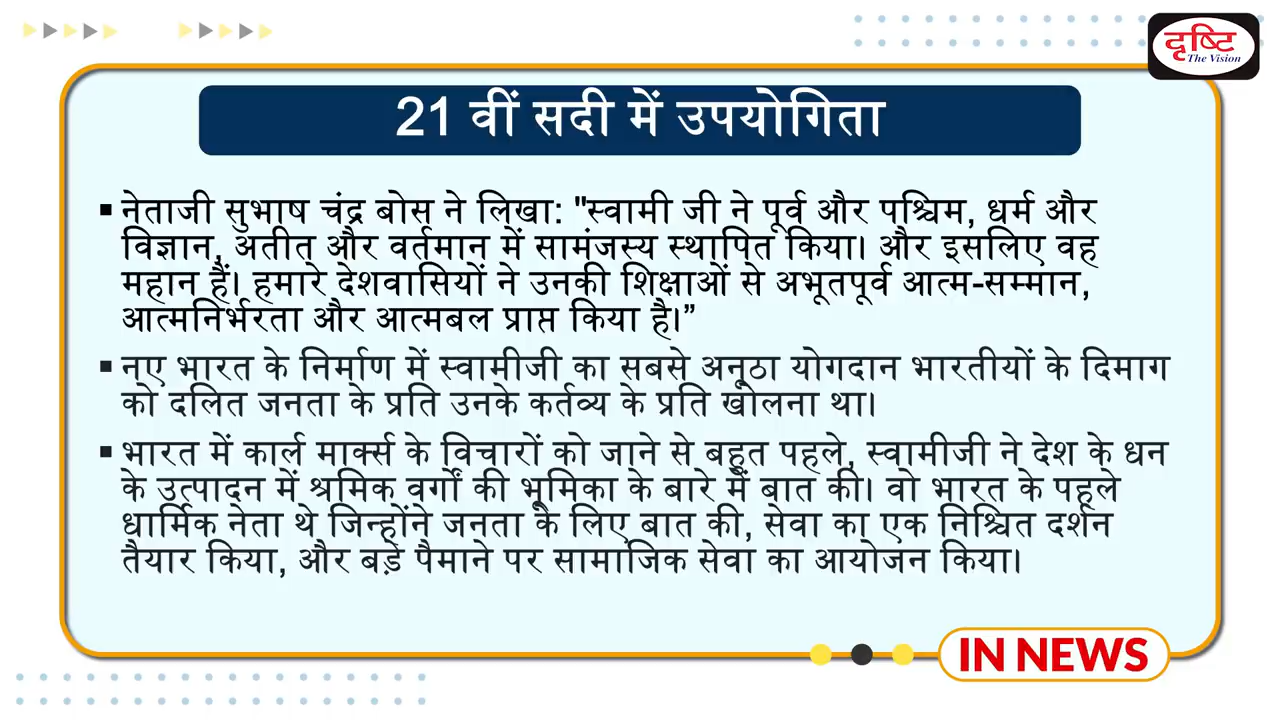 दृष्टि
The Vision
21 वीं सदी में उपयोगिता
▪ नेताजी सुभाष चंद्र बोस ने लिखा: "स्वामी जी ने पूर्व और पश्चिम, धर्म और
विज्ञान, अतीत और वर्तमान में सामंजस्य स्थापित किया। और इसलिए वह
महान हैं। हमारे देशवासियों ने उनकी शिक्षाओं से अभूतपूर्व आत्म-सम्मान,
आत्मनिर्भरता और आत्मबल प्राप्त किया है।”
▪ नए भारत के निर्माण में स्वामीजी का सबसे अनूठा योगदान भारतीयों के दिमाग
को दलित जनता के प्रति उनके कर्तव्य के प्रति खोलना था।
▪ भारत में कार्ल मार्क्स के विचारों को जाने से बहुत पहले, स्वामीजी ने देश के धन
के उत्पादन में श्रमिक वर्गों की भूमिका के बारे में बात की। वो भारत के पहले
धार्मिक नेता थे जिन्होंने जनता के लिए बात की, सेवा का एक निश्चित दर्शन
तैयार किया, और बड़े पैमाने पर सामाजिक सेवा का आयोजन किया।
IN NEWS